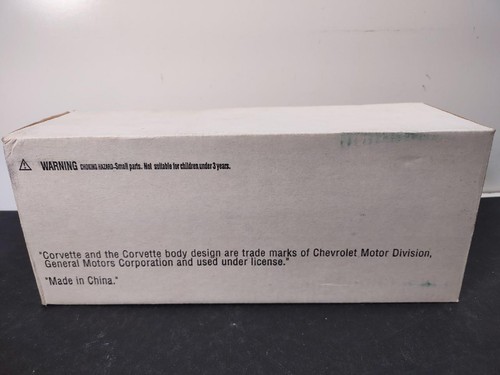 WARNING CHOKING HAZARD-Small parts. Not suitable for children under 3 years.
"Corvette and the Corvette body design are trade marks of Chevrolet Motor Division,
General Motors Corporation and used under license."
"Made in China."